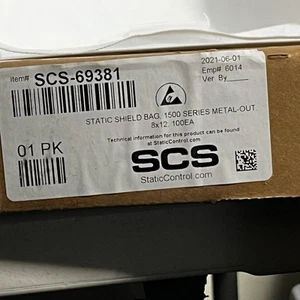 item# SCS-69381
2021-06-01
Emp# 6014
Ver By
STATIC SHIELD BAG, 1500 SERIES METAL-OUT
8x12, 100EA
Technical information for this product can be found at
StaticControl.com
01 PK
SCS
StaticControl.com